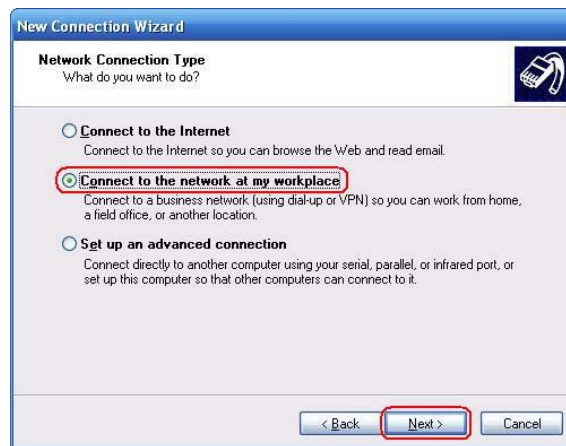 New Connection Wizard
Network Connection Type
What do you want to do?
Connect to the Internet
Connect to the Internet so you can browse the Web and read email.
Connect to the network at my workplace
Connect to a business network (using dial-up or VPN) so you can work from home,
a field office, or another location.
Set up an advanced connection
Connect directly to another computer using your serial, parallel, or infrared port, or
set up this computer so that other computers can connect to it.
< Back
Next >
Cancel